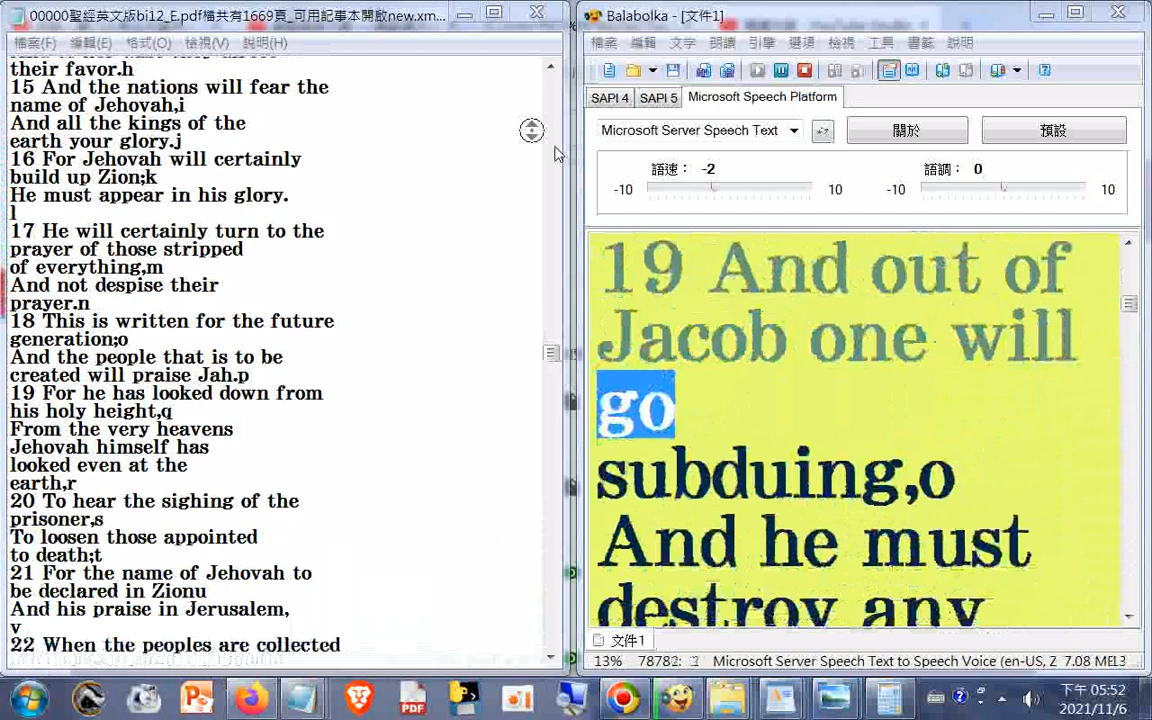 00000聖經英文版bi12_E.pdf檔共有1669頁_可用記事本開啟new.xm...
檔案(F) 編輯(E) 格式(O) 檢視(V) 說明(H)
their favor.h
15 And the nations will fear the
name of Jehovah,i
And all the kings of the
earth your glory.j
16 For Jehovah will certainly
build up Zion;k
He must appear in his glory.
l
17 He will certainly turn to the
prayer of those stripped
of everything,m
And not despise their
prayer.n
18 This is written for the future
generation;o
And the people that is to be
created will praise Jah.p
19 For he has looked down from
his holy height,q
From the very heavens
Jehovah himself has
looked even at the
earth,r
20 To hear the sighing of the
prisoner,s
To loosen those appointed
to death;t
21 For the name of Jehovah to
be declared in Zionu
And his praise in Jerusalem,
v
22 When the peoples are collected
Balabolka - [文件1]
檔案 編輯 文字 朗讀 引擎 選項 檢視 工具 書籤 說明
SAPI 4 SAPI 5 Microsoft Speech Platform
Microsoft Server Speech Text 關於 預設
語速: -2 語調: 0
-10 10 -10 10
19 And out of
Jacob one will
go
subduing,o
And he must
destroy any
文件1
13% 78782: Microsoft Server Speech Text to Speech Voice (en-US, Z 7.08 MB
PDF
下午 05:52
2021/11/6